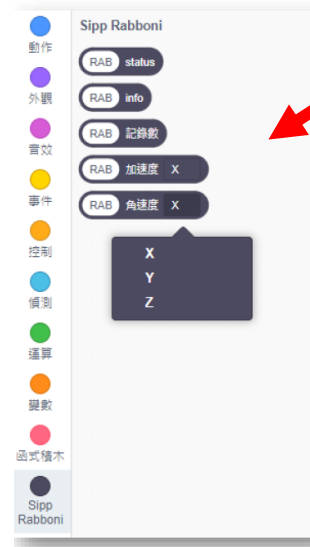 Sipp Rabboni
動作
外觀
音效
事件
控制
偵測
運算
變數
函式積木
Sipp
Rabboni
RAB status
RAB info
RAB 記錄數
RAB 加速度 X
RAB 角速度 X
X
Y
Z